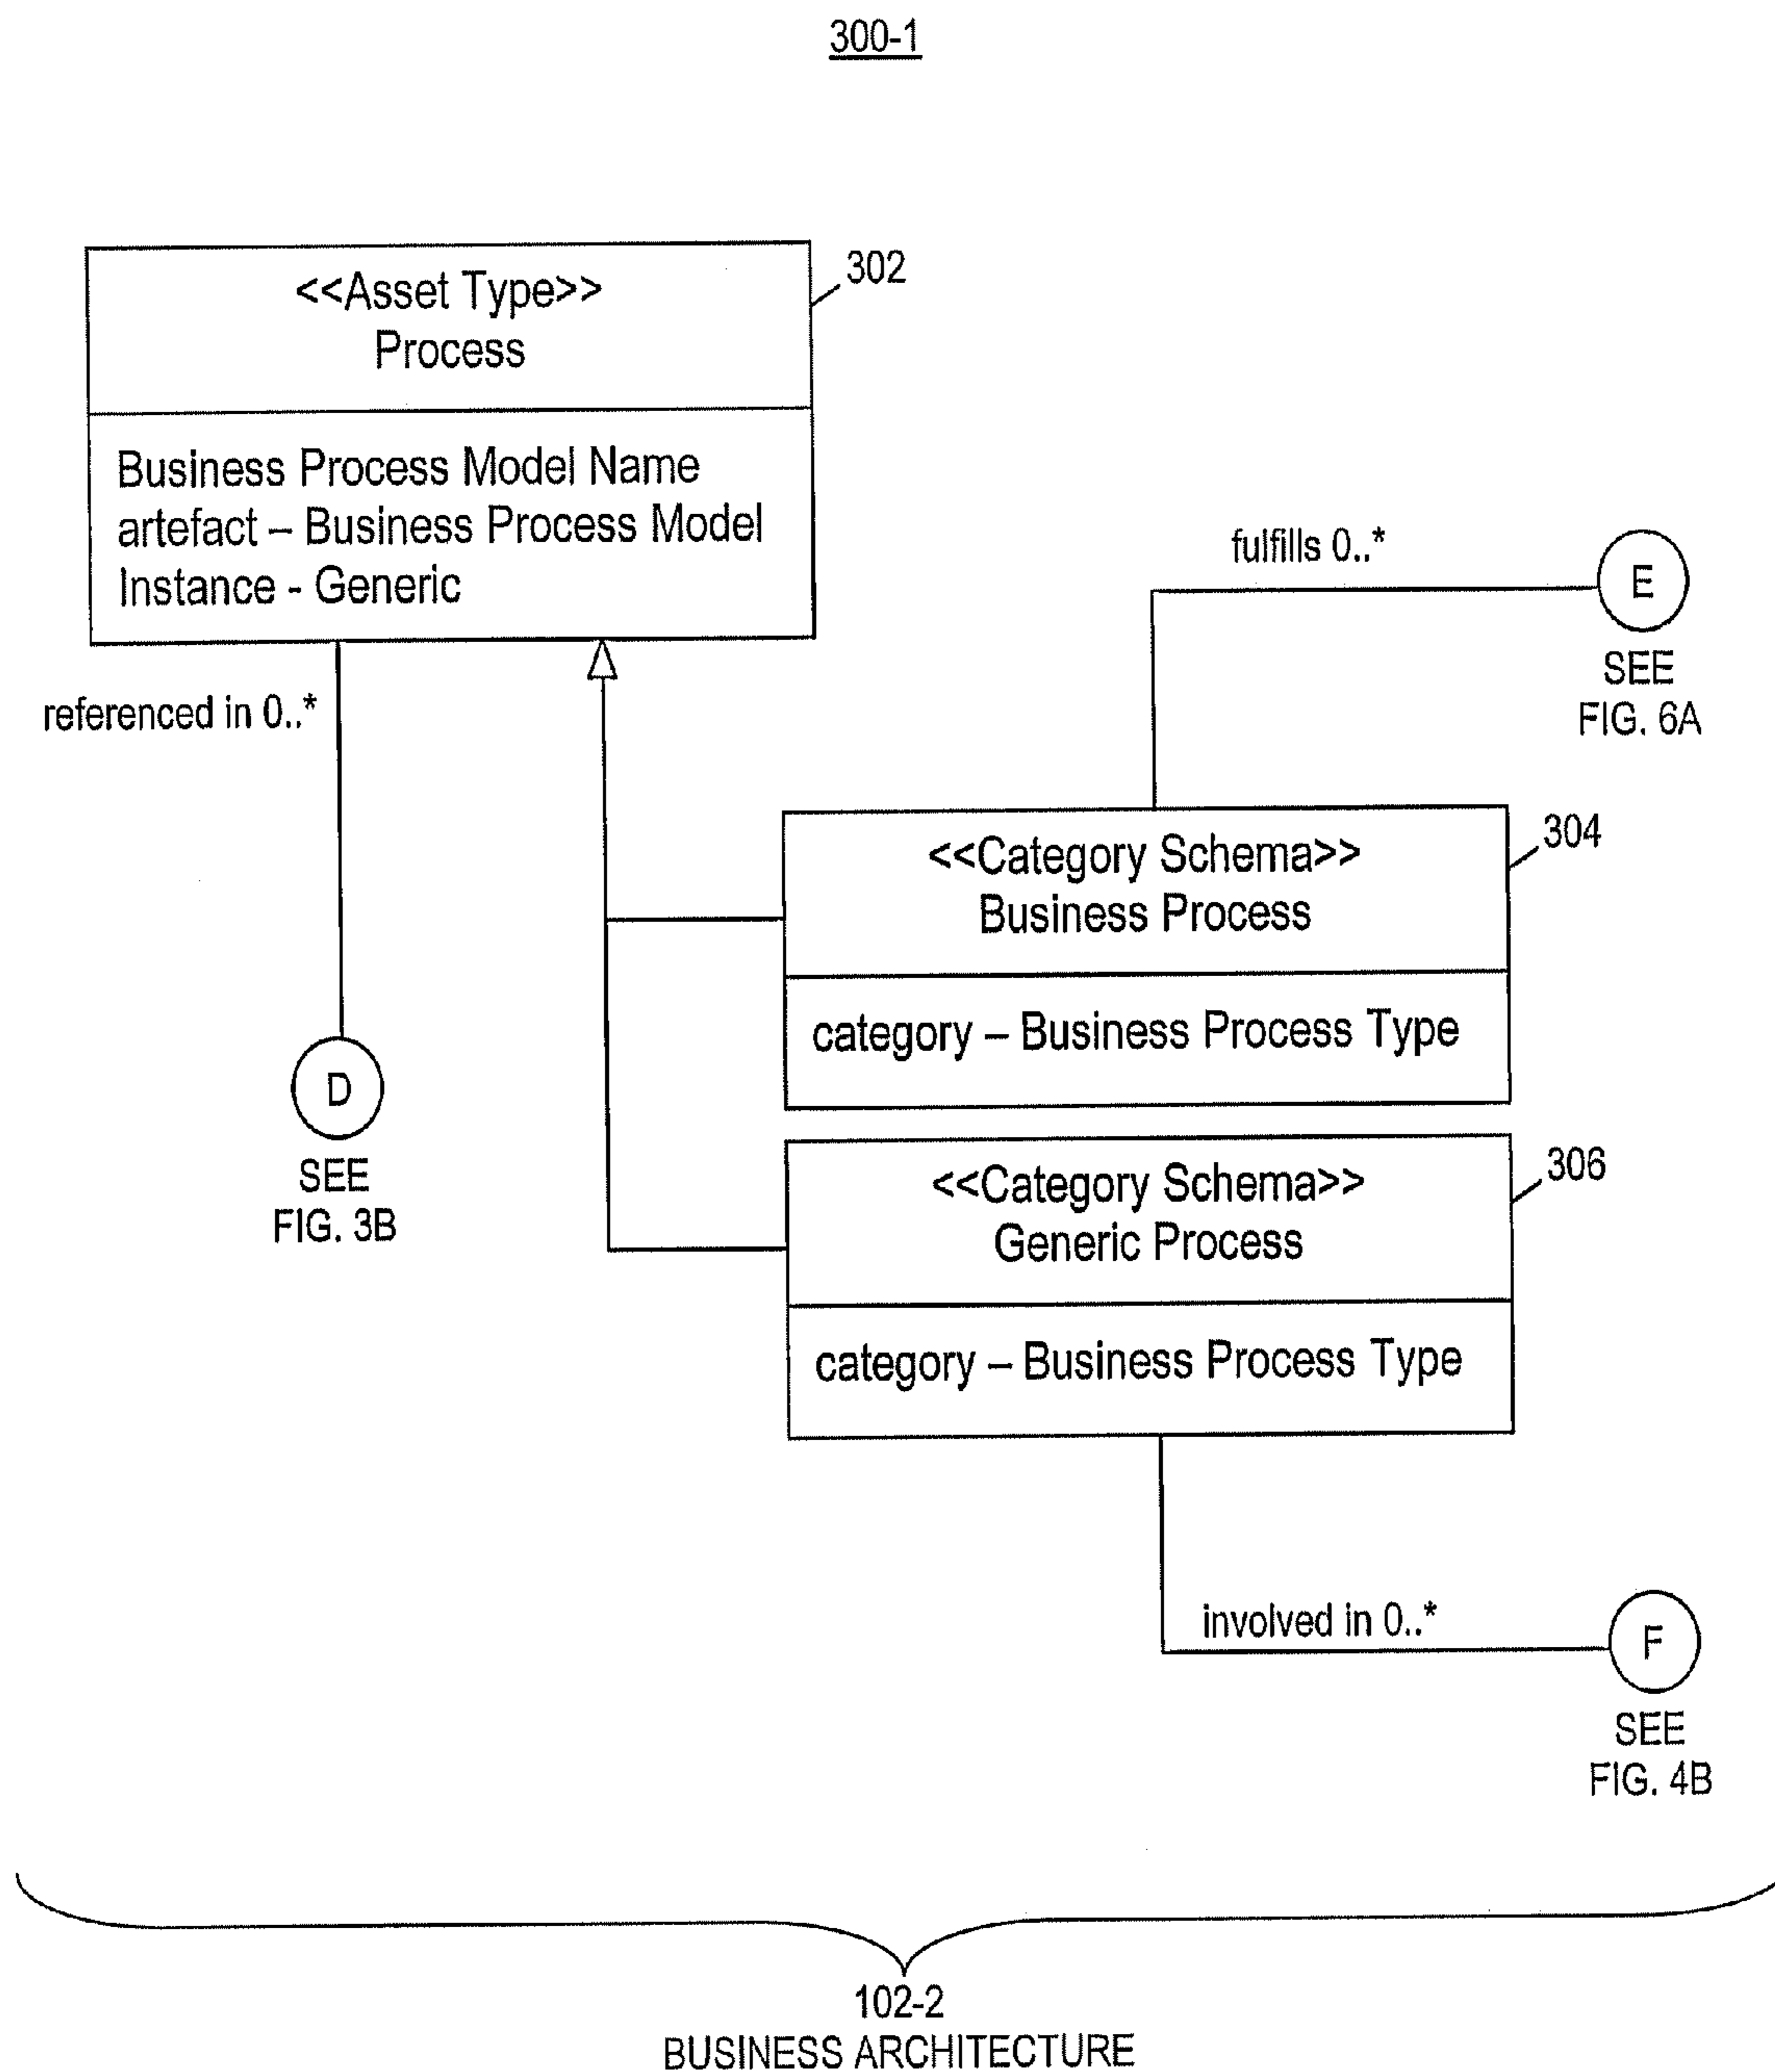 300-1
<<Asset Type>>
Process
302
Business Process Model Name
artefact – Business Process Model
Instance - Generic
fulfills 0..*
E
SEE
FIG. 6A
referenced in 0..*
<<Category Schema>>
Business Process
304
category – Business Process Type
D
SEE
FIG. 3B
<<Category Schema>>
Generic Process
306
category – Business Process Type
involved in 0..*
F
SEE
FIG. 4B
102-2
BUSINESS ARCHITECTURE